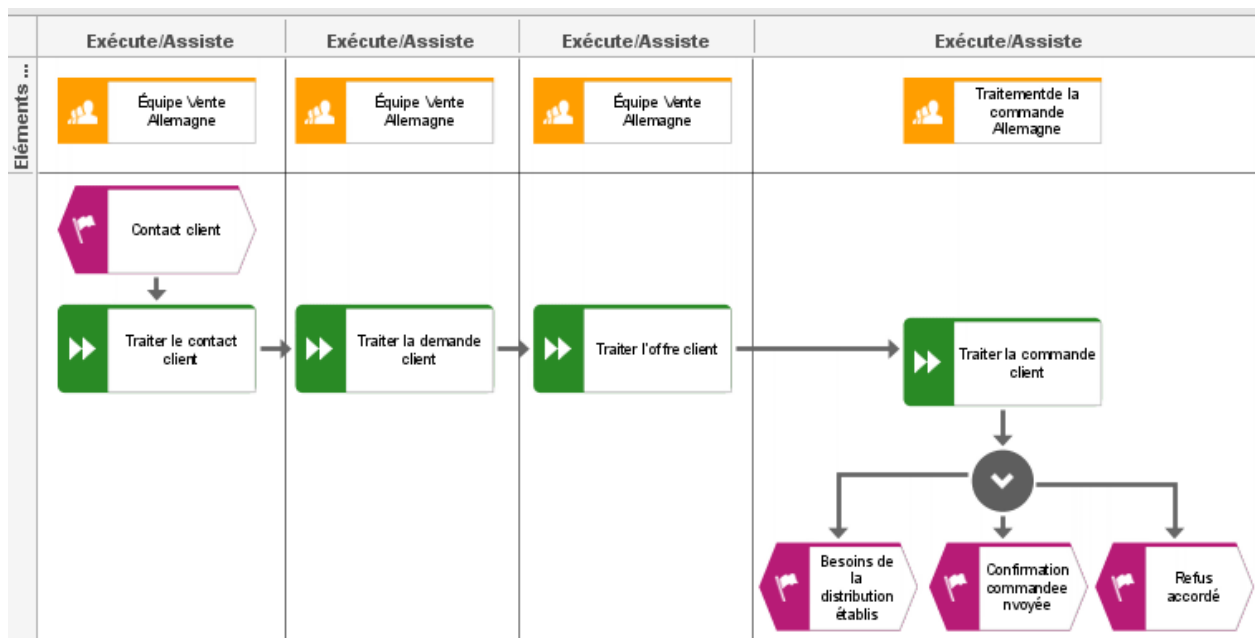 Exécute/Assiste
Exécute/Assiste
Exécute/Assiste
Exécute/Assiste
Eléments ...
Équipe Vente
Allemagne
Équipe Vente
Allemagne
Équipe Vente
Allemagne
Traitementde la
commande
Allemagne
Contact client
Traiter le contact
client
Traiter la demande
client
Traiter l'offre client
Traiter la commande
client
Besoins de
la
distribution
établis
Confirmation
commandee
nvoyée
Refus
accordé